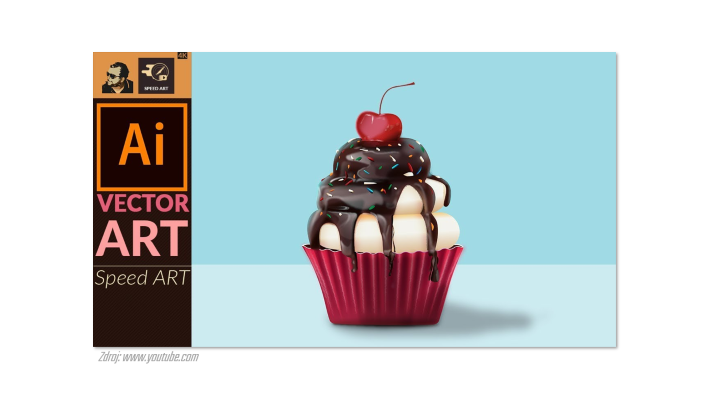 4K
SPEED ART
Ai
VECTOR
ART
Speed ART
Zdroj: www.youtube.com